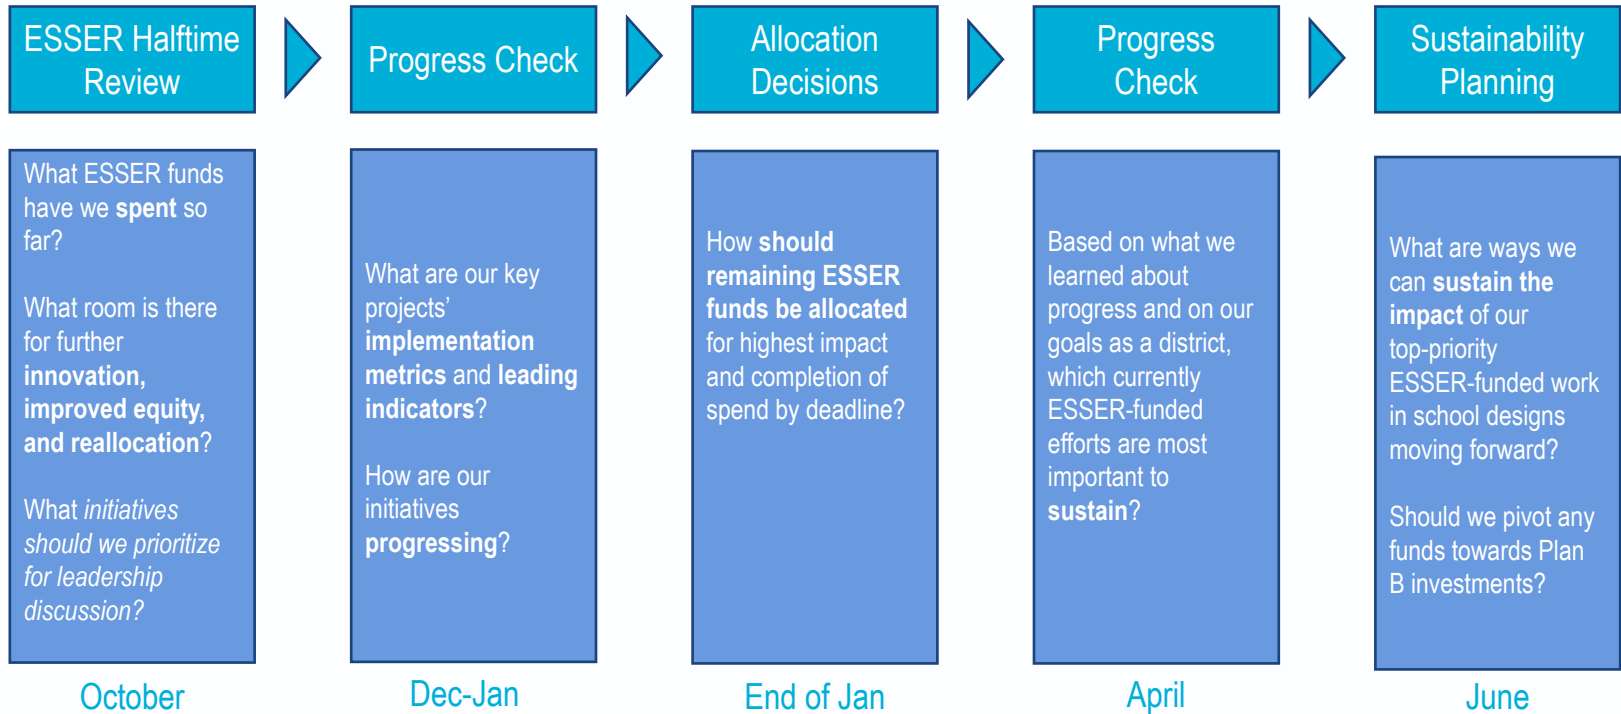 ESSER Halftime
Review
Progress Check
Allocation
Decisions
Progress
Check
Sustainability
Planning
What ESSER funds
have we spent so
far?
What room is there
for further
innovation,
improved equity,
and reallocation?
What initiatives
should we prioritize
for leadership
discussion?
What are our key
projects’
implementation
metrics and leading
indicators?
How are our
initiatives
progressing?
How should
remaining ESSER
funds be allocated
for highest impact
and completion of
spend by deadline?
Based on what we
learned about
progress and on our
goals as a district,
which currently
ESSER-funded
efforts are most
important to
sustain?
What are ways we
can sustain the
impact of our
top-priority
ESSER-funded work
in school designs
moving forward?
Should we pivot any
funds towards Plan
B investments?
October
Dec-Jan
End of Jan
April
June